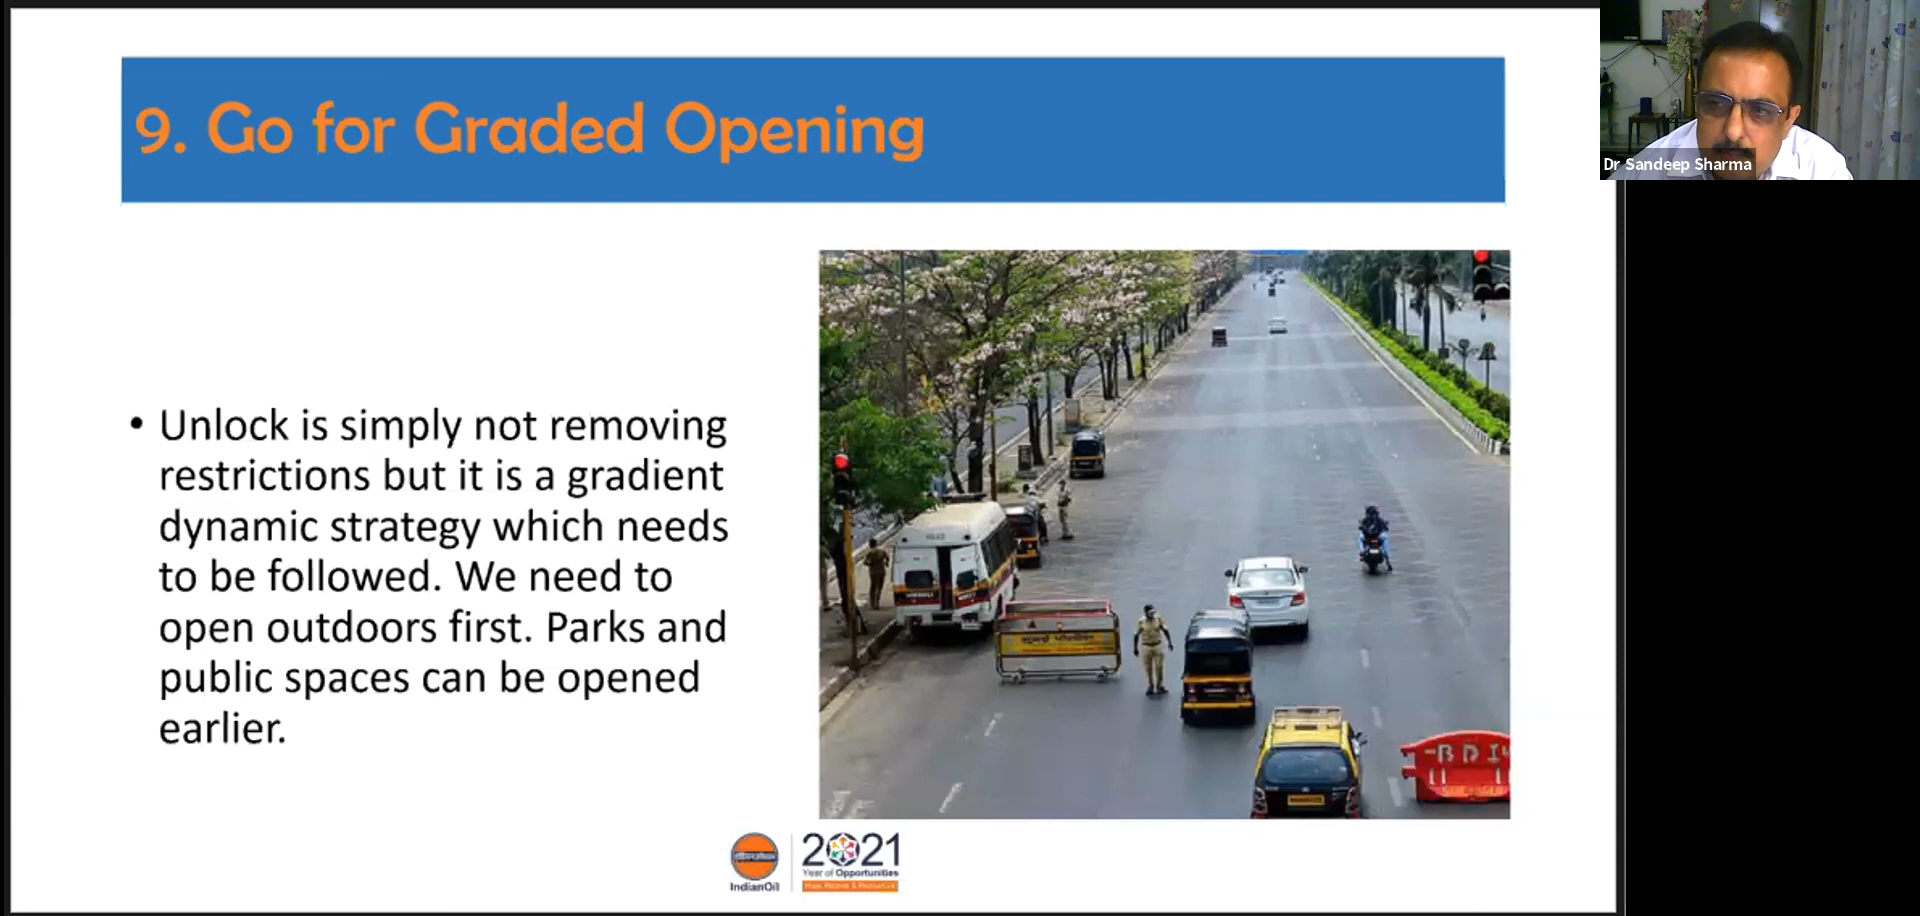 9. Go for Graded Opening
Dr Sandeep Sharma
• Unlock is simply not removing
restrictions but it is a gradient
dynamic strategy which needs
to be followed. We need to
open outdoors first. Parks and
public spaces can be opened
earlier.
BDI
IndianOil
2021
Year of Opportunities